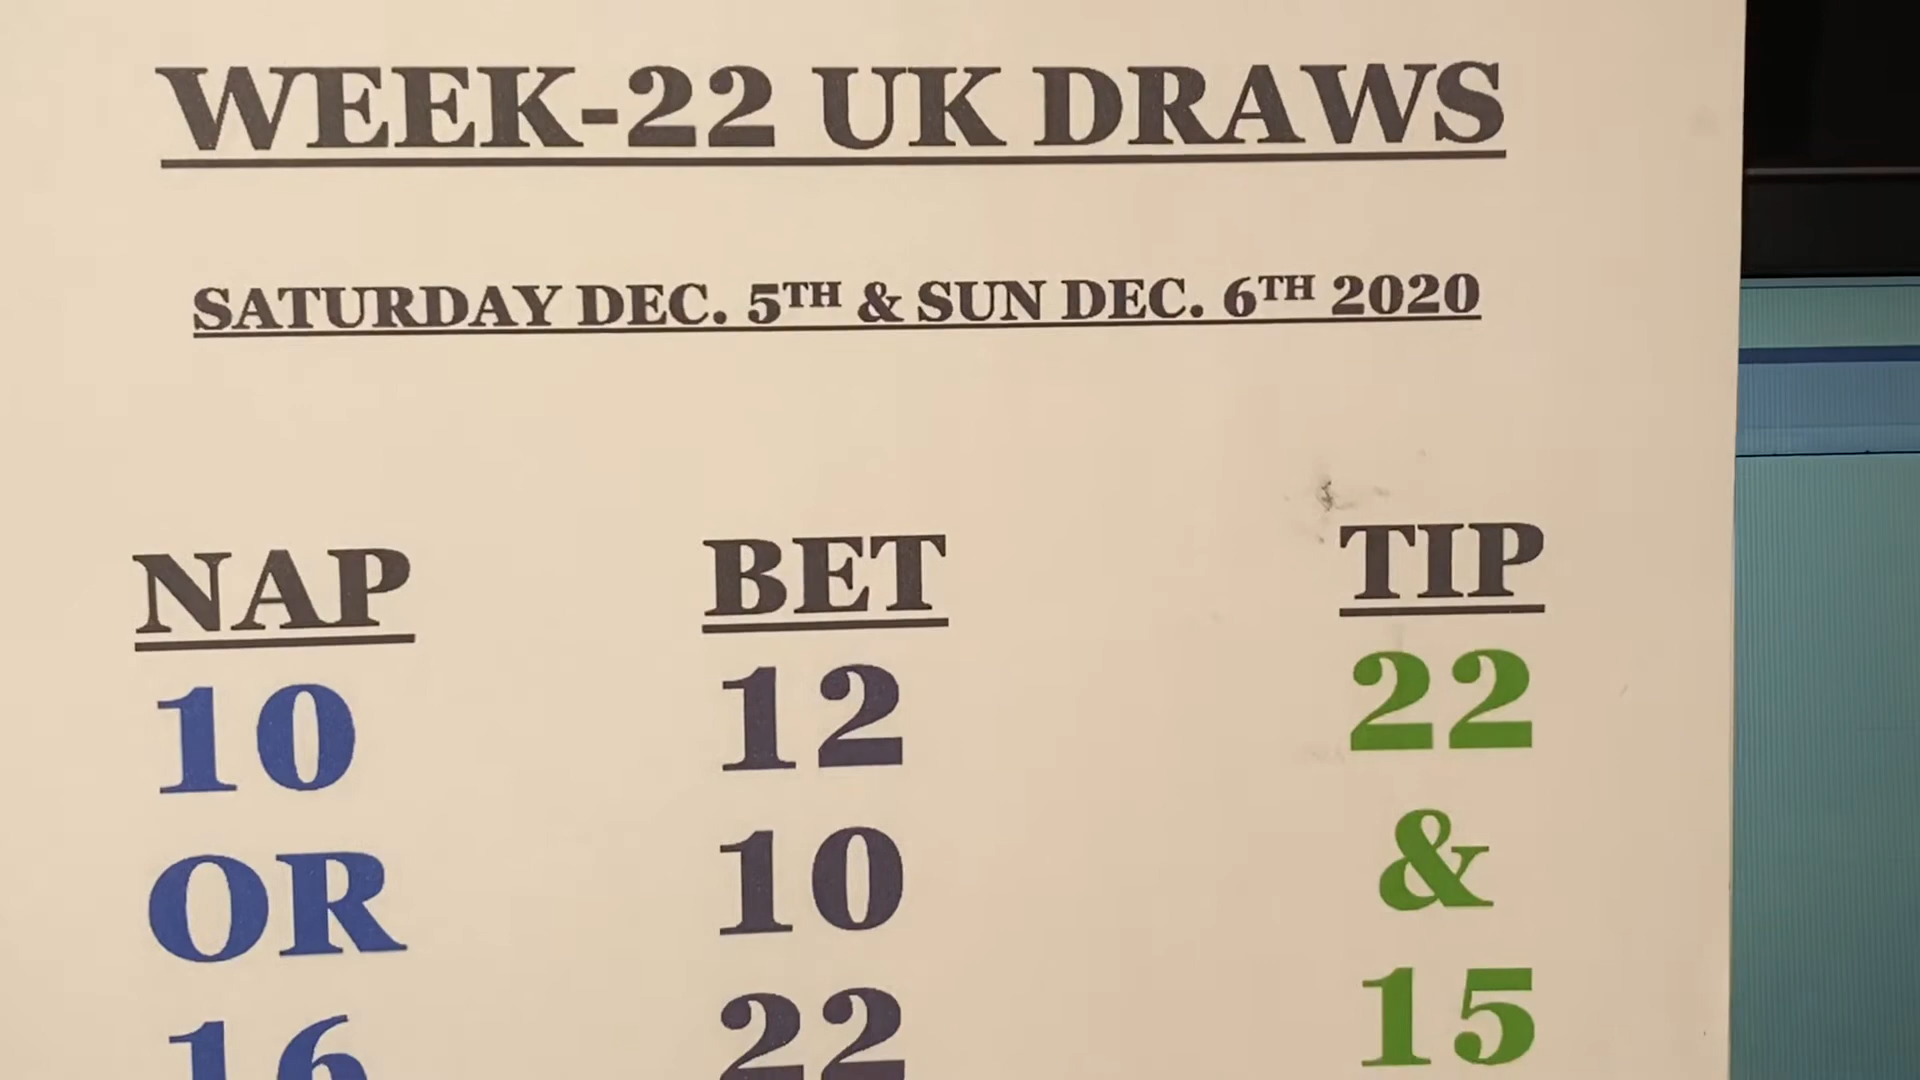 WEEK-22 UK DRAWS
SATURDAY DEC. 5TH & SUN DEC. 6TH 2020
NAP BET TIP
10 12 22
OR 10 &
16 22 15